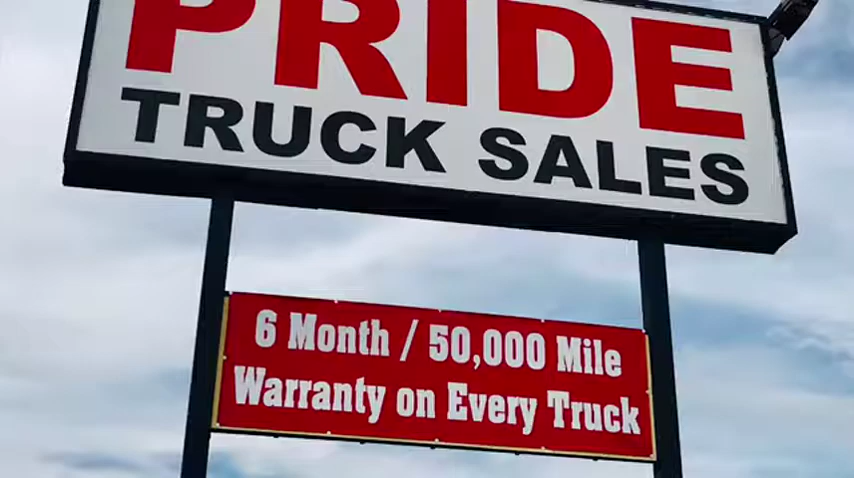 PRIDE
TRUCK SALES
6 Month / 50,000 Mile
Warranty on Every Truck